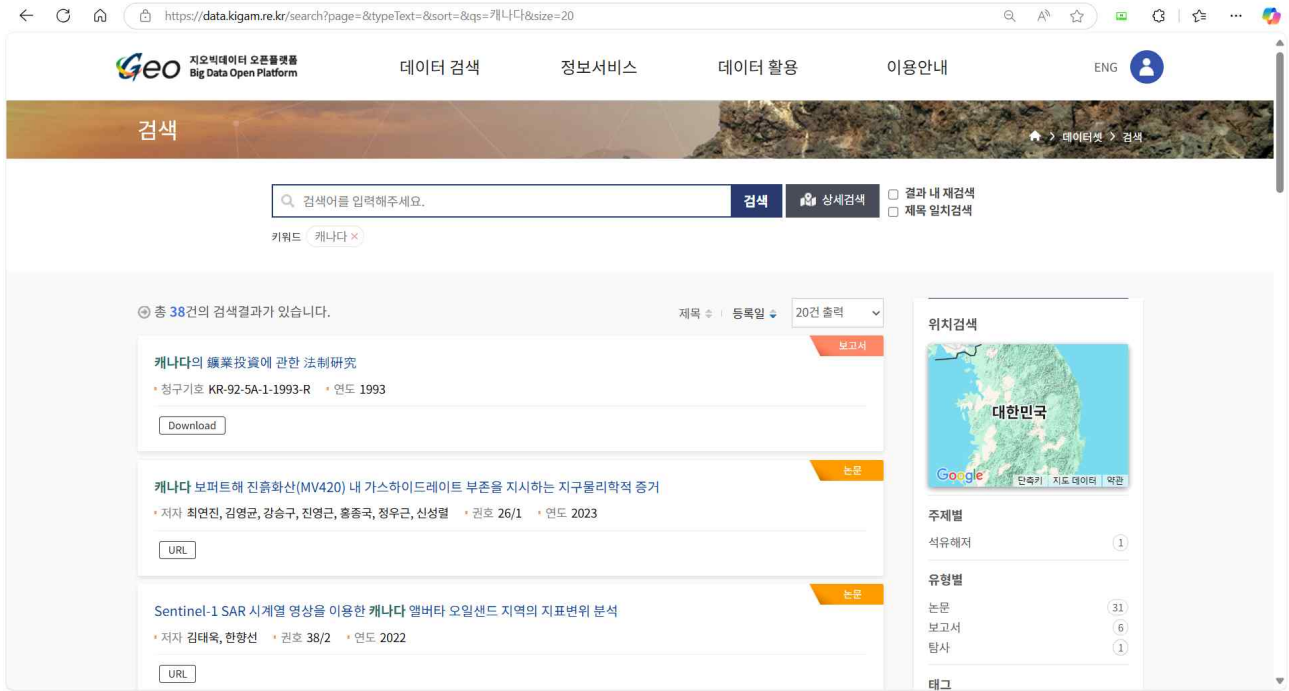 https://data.kigam.re.kr/search?page=&typeText=&sort=&qs=캐나다&size=20
Geo 지오빅데이터 오픈플랫폼
Big Data Open Platform
데이터 검색 정보서비스 데이터 활용 이용안내 ENG
검색
데이터셋 > 검색
검색어를 입력해주세요. 검색 상세검색
결과 내 재검색
제목 일치검색
키워드 캐나다 ×
총 38건의 검색결과가 있습니다. 제목 등록일 20건 출력
보고서
캐나다의 鑛業投資에 관한 法制研究
청구기호 KR-92-5A-1-1993-R 연도 1993
Download
논문
캐나다 보퍼트해 진흙화산(MV420) 내 가스하이드레이트 부존을 지시하는 지구물리학적 증거
저자 최연진, 김영균, 강승구, 진영근, 홍종국, 정우근, 신성렬 권호 26/1 연도 2023
URL
논문
Sentinel-1 SAR 시계열 영상을 이용한 캐나다 앨버타 오일샌드 지역의 지표변위 분석
저자 김태욱, 한향선 권호 38/2 연도 2022
URL
위치검색
대한민국
Google 단축키 지도 데이터 약관
주제별
석유해저 1
유형별
논문 31
보고서 6
탐사 1
태그